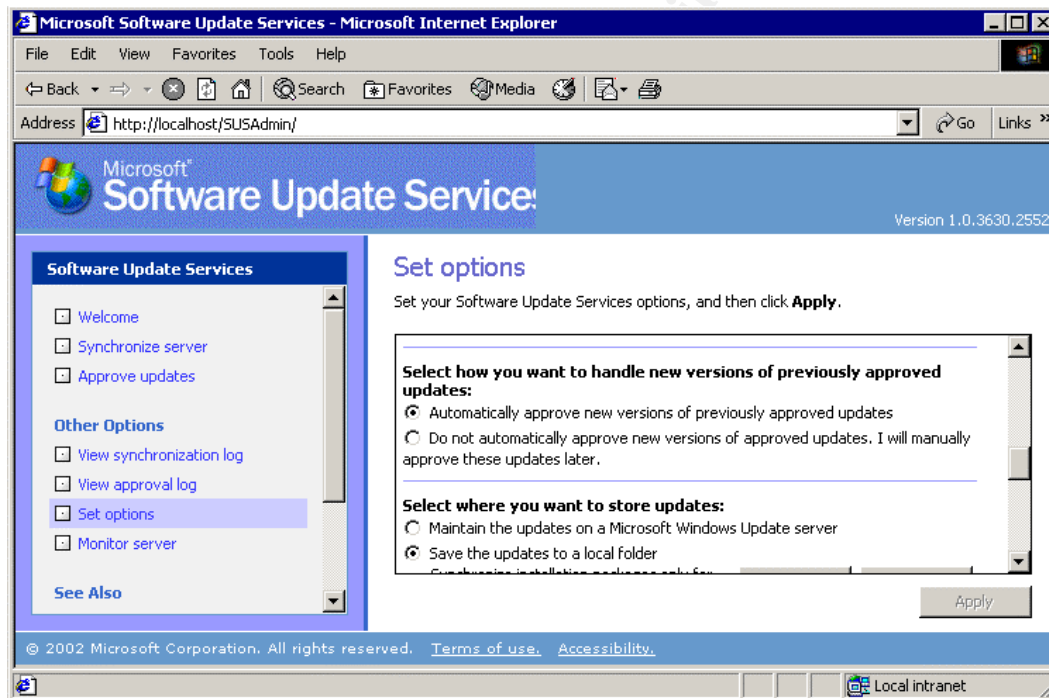 Microsoft Software Update Services - Microsoft Internet Explorer
File Edit View Favorites Tools Help
Back Search Favorites Media
Address http://localhost/SUSAdmin/ Go Links »
Microsoft
Software Update Services
Version 1.0.3630.2552
Software Update Services
Welcome
Synchronize server
Approve updates
Other Options
View synchronization log
View approval log
Set options
Monitor server
See Also
Set options
Set your Software Update Services options, and then click Apply.
Select how you want to handle new versions of previously approved
updates:
Automatically approve new versions of previously approved updates
Do not automatically approve new versions of approved updates. I will manually
approve these updates later.
Select where you want to store updates:
Maintain the updates on a Microsoft Windows Update server
Save the updates to a local folder
Synchronize installation packages only for
Apply
© 2002 Microsoft Corporation. All rights reserved. Terms of use. Accessibility.
Local intranet